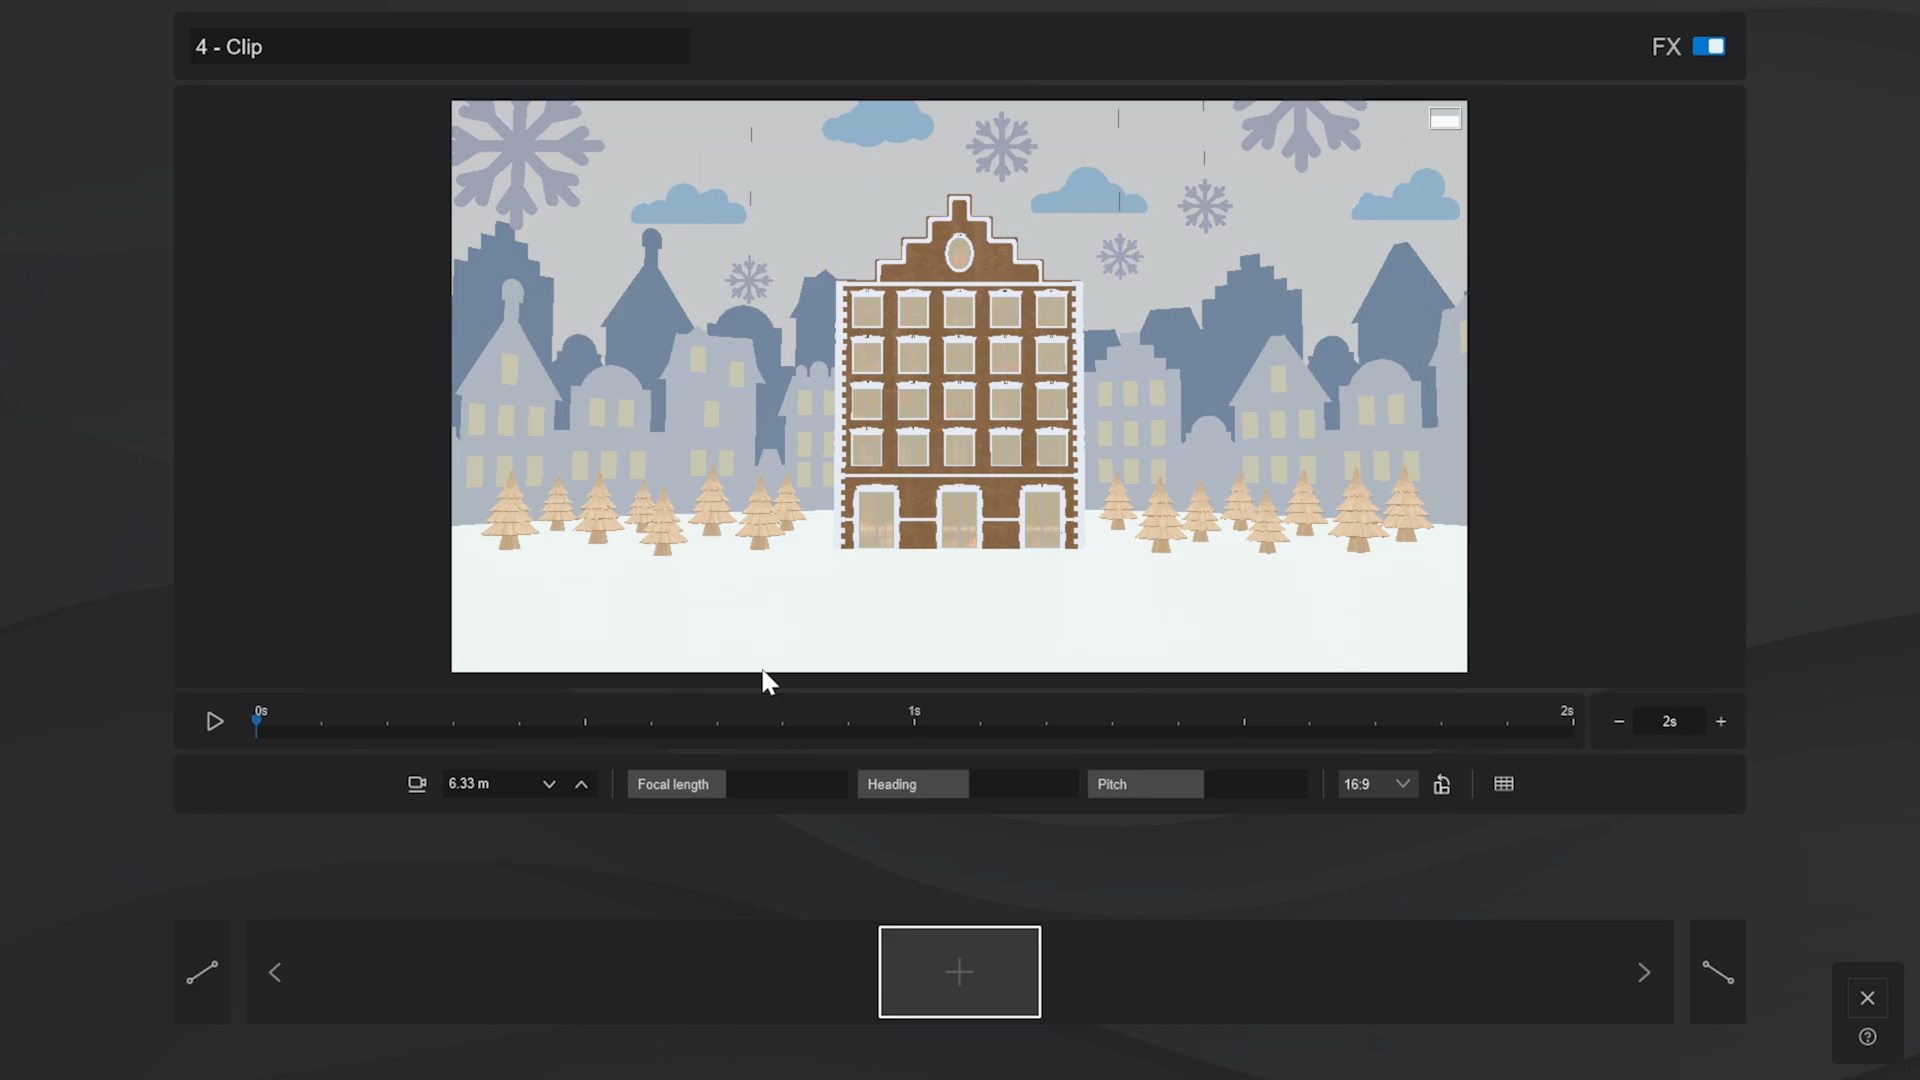 4 - Clip
FX
0s
1s
2s
2s
6.33 m
Focal length
Heading
Pitch
16:9